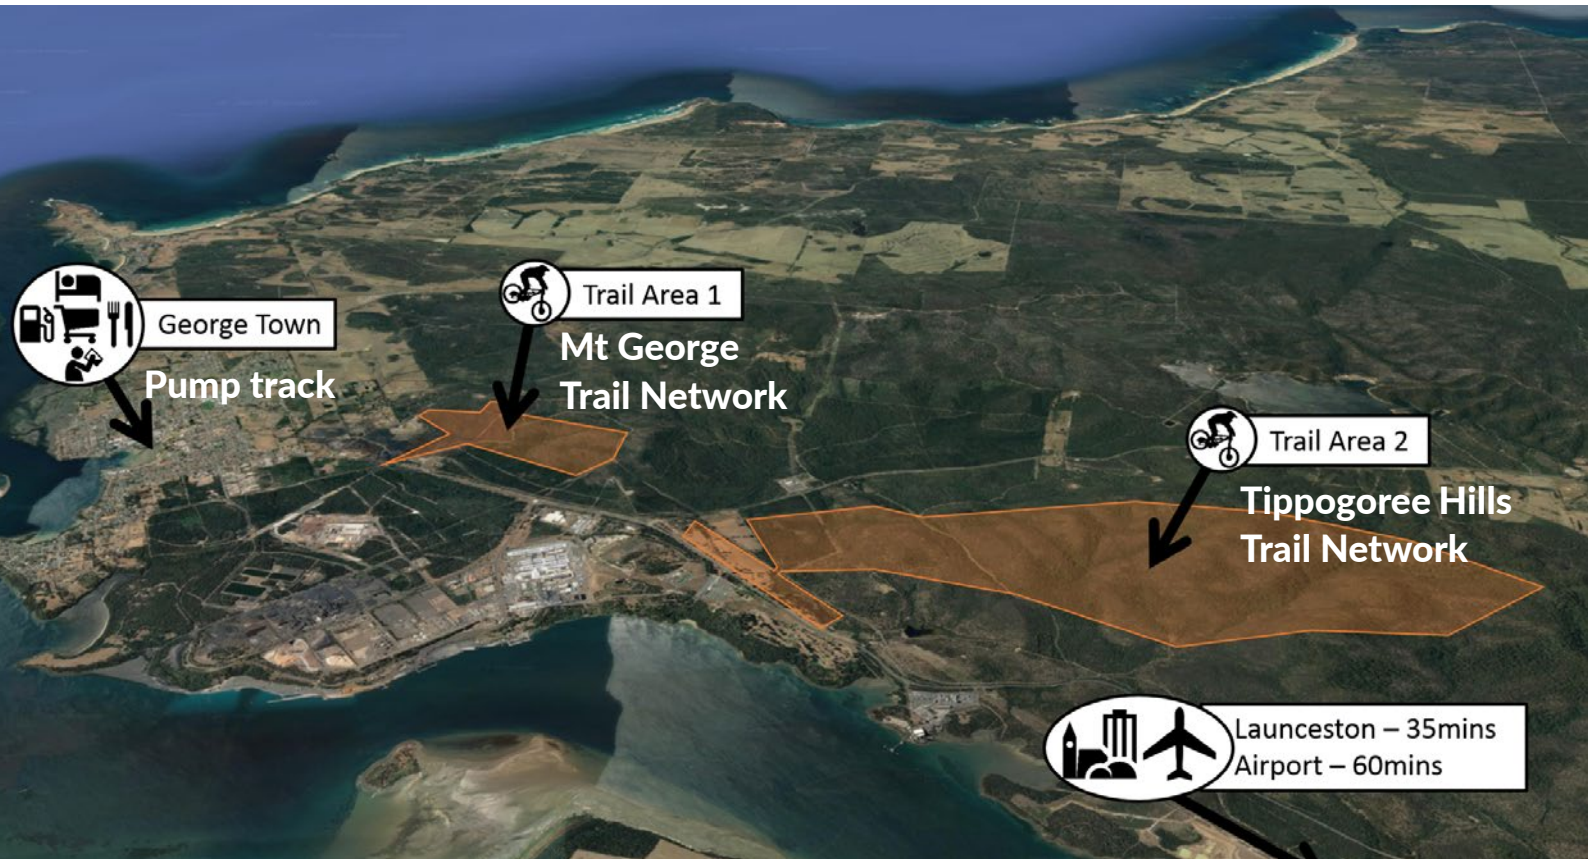 George Town
Pump track
Trail Area 1
Mt George
Trail Network
Trail Area 2
Tippogoree Hills
Trail Network
Launceston – 35mins
Airport – 60mins